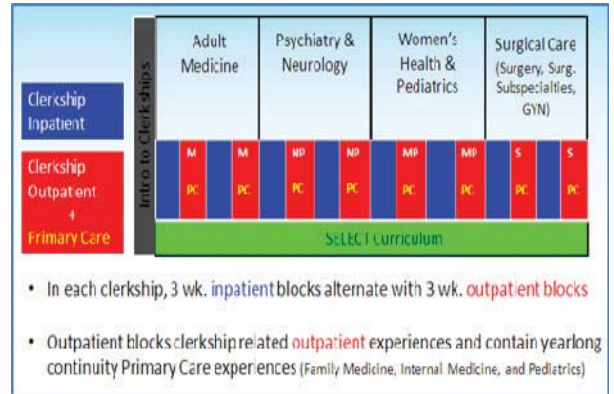 Adult
Medicine
Psychiatry &
Neurology
Women's
Health &
Pediatrics
Surgical Care
(Surgery, Surg.
Subspecialties,
GYN)
Clerkship
Inpatient
Clerkship
Outpatient
+
Primary Care
Intro to Clerkships
M M NP NP MP MP S S
PC PC PC PC PC PC PC PC
SELECT Curriculum
• In each clerkship, 3 wk. inpatient blocks alternate with 3 wk. outpatient blocks
• Outpatient blocks clerkship related outpatient experiences and contain yearlong
continuity Primary Care experiences (Family Medicine, Internal Medicine, and Pediatrics)